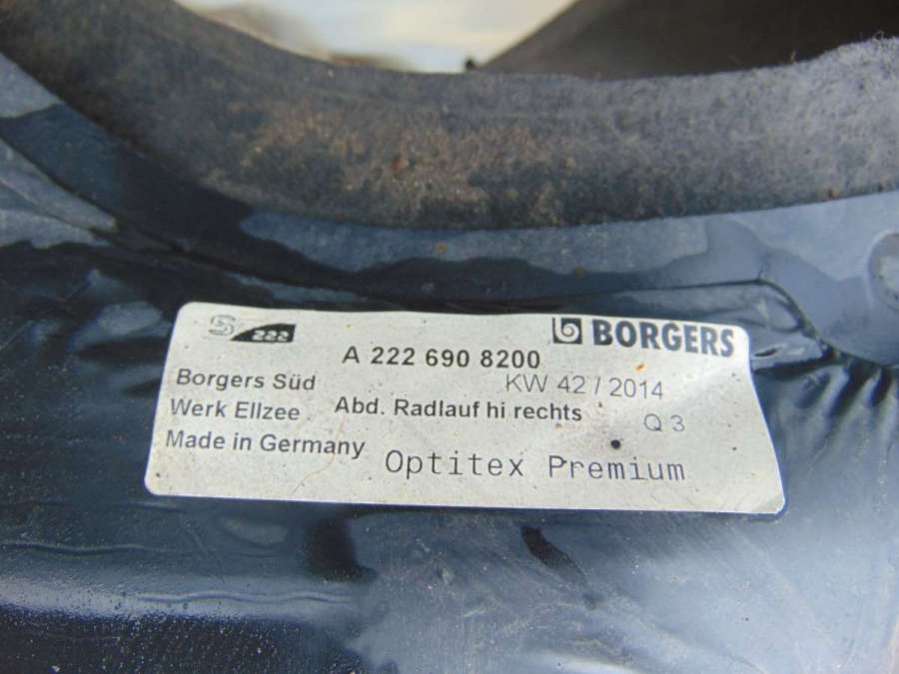 S 222
BORGERS
A 222 690 8200
KW 42 / 2014
Borgers Süd
Werk Ellzee
Abd. Radlauf hi rechts
Q 3
Made in Germany
Optitex Premium